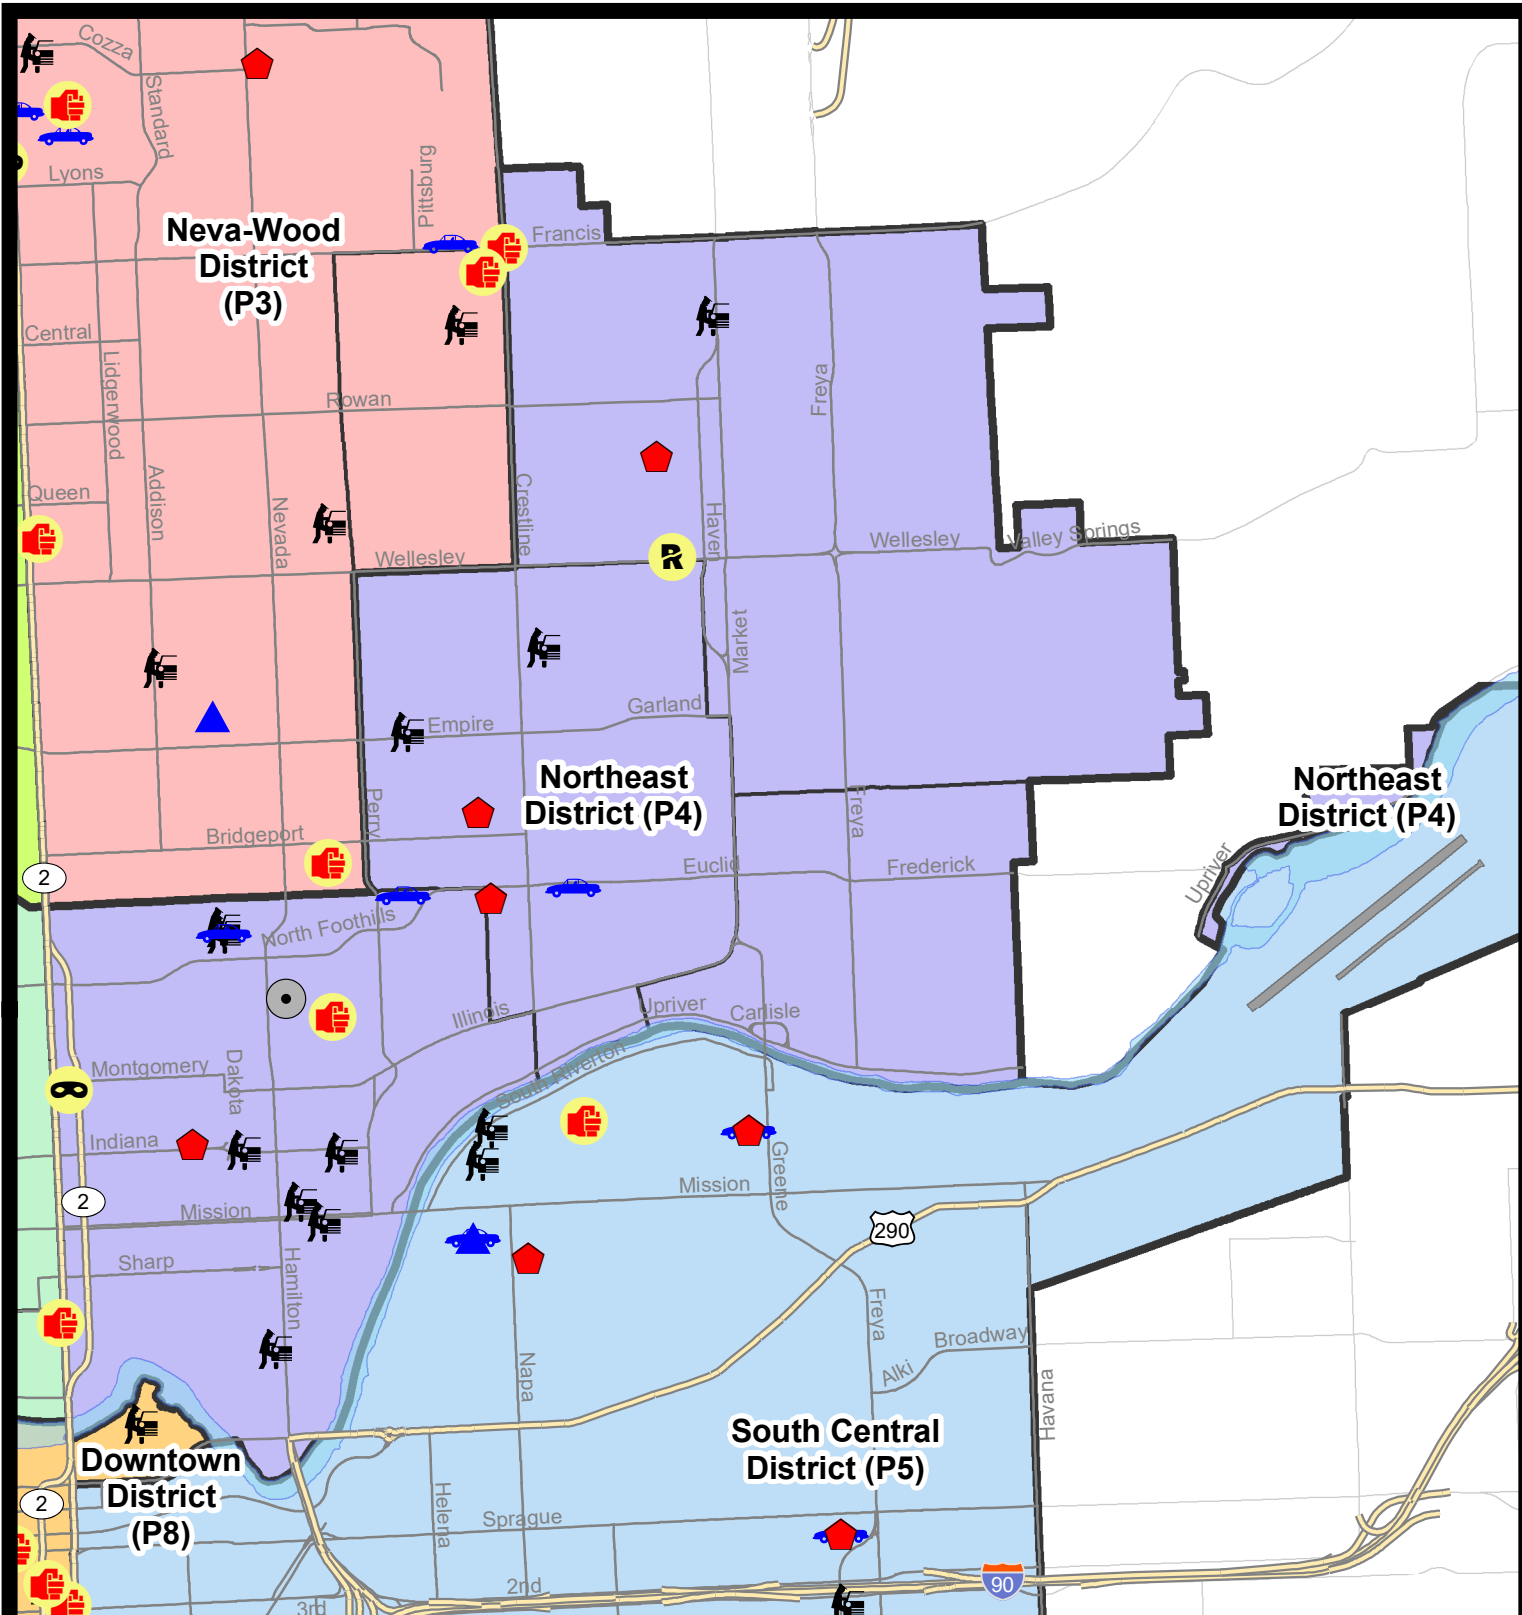 Cozza
Standard
Lyons
Pittsburg
Neva-Wood
District
(P3)
Francis
Central
Lidgerwood
Rowan
Freya
Queen
Addison
Nevada
Crestline
Haven
Wellesley
Wellesley
Valley Springs
Market
Garland
Empire
Northeast
District (P4)
Northeast
District (P4)
Perry
Freya
Bridgeport
Euclid
Frederick
Upriver
2
North Foothills
Illinois
Upriver
Carlisle
South Riverton
Montgomery
Dakota
Indiana
Greene
Mission
2
Mission
290
Sharp
Hamilton
Freya
Broadway
Napa
Alki
Havana
South Central
District (P5)
Downtown
District
(P8)
2
Helena
Sprague
2nd
90
3rd
R